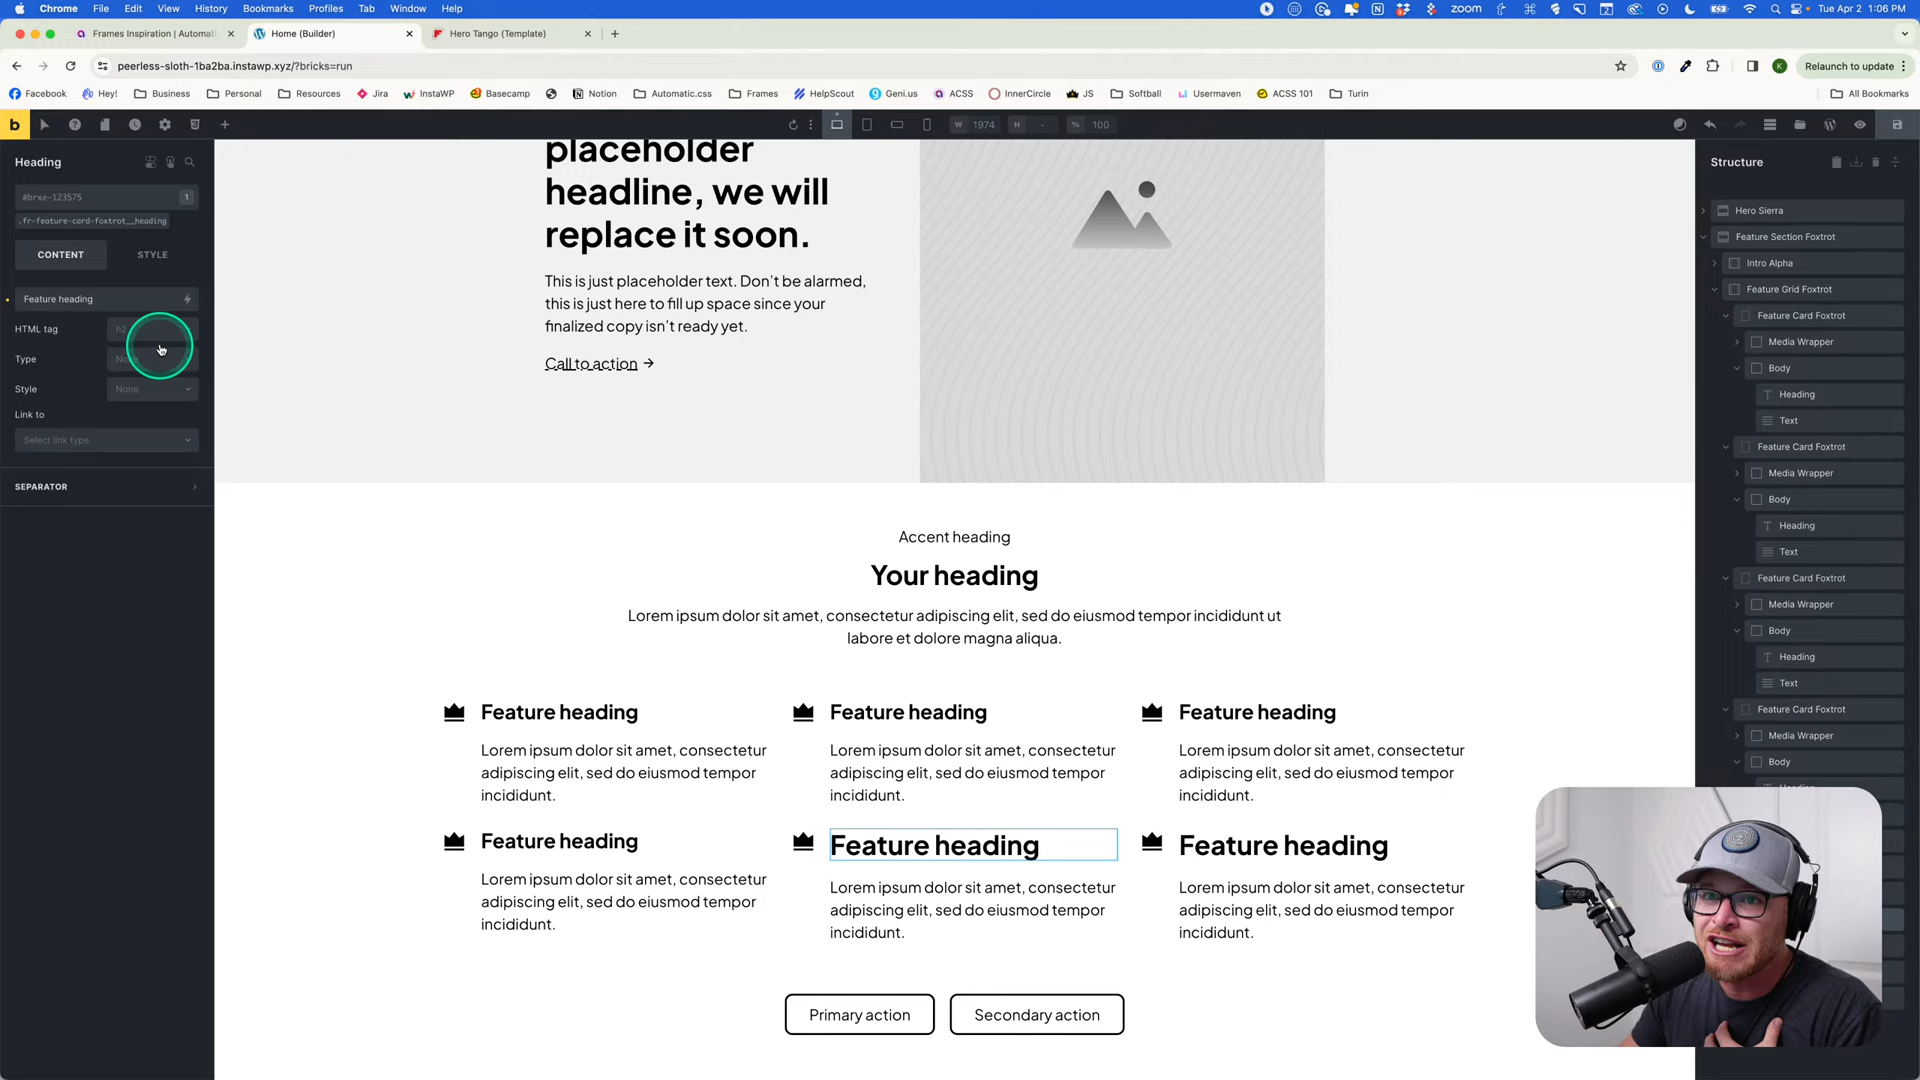 Chrome File Edit View History Bookmarks Profiles Tab Window Help
zoom
Tue Apr 2 1:06 PM
Frames Inspiration | Automat
Home (Builder)
Hero Tango (Template)
peerless-sloth-1ba2ba.instawp.xyz/?bricks=run
K
Relaunch to update
Facebook Hey! Business Personal Resources Jira InstaWP Basecamp Notion Automatic.css Frames HelpScout Geni.us ACSS InnerCircle JS Softball Usermaven ACSS 101 Turin All Bookmarks
b
W 1974 H - % 100
Heading
#brxe-123575
1
.fr-feature-card-foxtrot__heading
CONTENT STYLE
Feature heading
HTML tag
h2
Type
None
Style
None
Link to
Select link type
SEPARATOR
placeholder
headline, we will
replace it soon.
This is just placeholder text. Don't be alarmed,
this is just here to fill up space since your
finalized copy isn't ready yet.
Call to action →
Accent heading
Your heading
Lorem ipsum dolor sit amet, consectetur adipiscing elit, sed do eiusmod tempor incididunt ut
labore et dolore magna aliqua.
Feature heading
Lorem ipsum dolor sit amet, consectetur
adipiscing elit, sed do eiusmod tempor
incididunt.
Feature heading
Lorem ipsum dolor sit amet, consectetur
adipiscing elit, sed do eiusmod tempor
incididunt.
Feature heading
Lorem ipsum dolor sit amet, consectetur
adipiscing elit, sed do eiusmod tempor
incididunt.
Feature heading
Lorem ipsum dolor sit amet, consectetur
adipiscing elit, sed do eiusmod tempor
incididunt.
Feature heading
Lorem ipsum dolor sit amet, consectetur
adipiscing elit, sed do eiusmod tempor
incididunt.
Feature heading
Lorem ipsum dolor sit amet, consectetur
adipiscing elit, sed do eiusmod tempor
incididunt.
Primary action
Secondary action
Structure
Hero Sierra
Feature Section Foxtrot
Intro Alpha
Feature Grid Foxtrot
Feature Card Foxtrot
Media Wrapper
Body
Heading
Text
Feature Card Foxtrot
Media Wrapper
Body
Heading
Text
Feature Card Foxtrot
Media Wrapper
Body
Heading
Text
Feature Card Foxtrot
Media Wrapper
Body